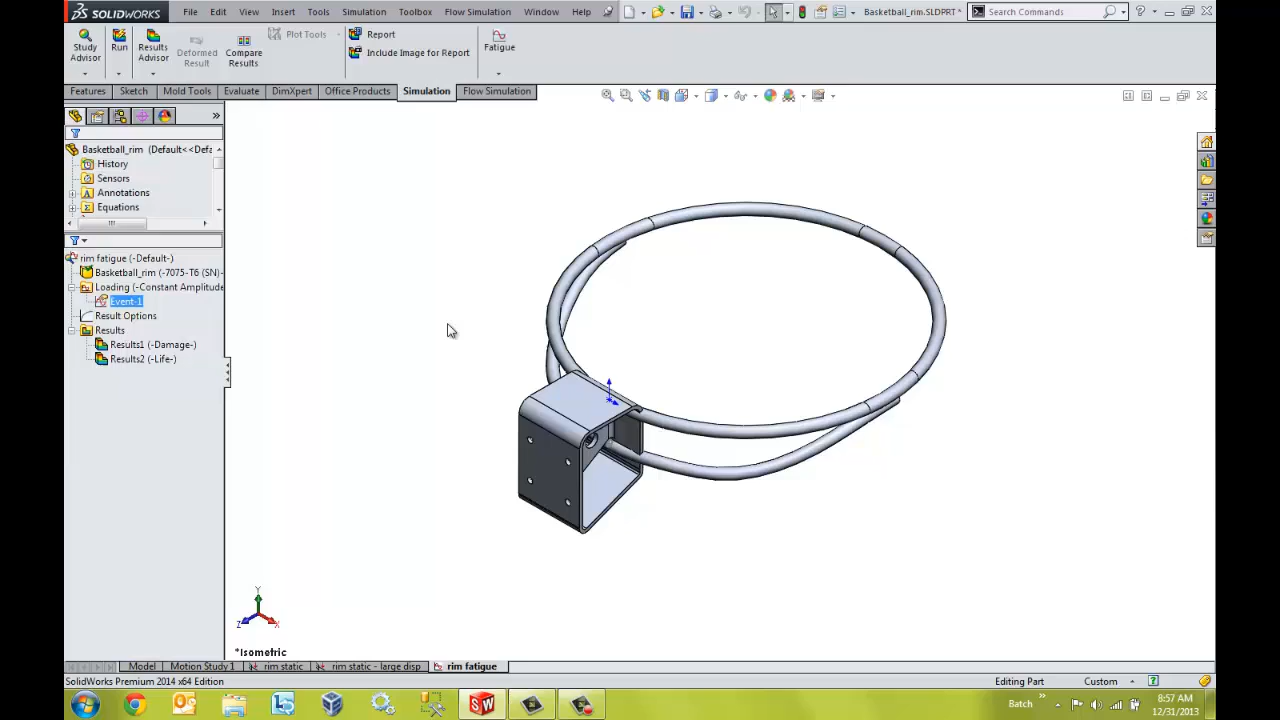 SOLIDWORKS File Edit View Insert Tools Simulation Toolbox Flow Simulation Window Help Basketball_rim.SLDPRT * Search Commands
Study Advisor
Run
Results Advisor
Deformed Result
Compare Results
Plot Tools
Report
Include Image for Report
Fatigue
Features Sketch Mold Tools Evaluate DimXpert Office Products Simulation Flow Simulation
Basketball_rim (Default<<Defa
History
Sensors
Annotations
Equations
rim fatigue (-Default-)
Basketball_rim (-7075-T6 (SN)-
Loading (-Constant Amplitude
Event-1
Result Options
Results
Results1 (-Damage-)
Results2 (-Life-)
Y
Z X
*Isometric
Model Motion Study 1 rim static rim static - large disp rim fatigue
SolidWorks Premium 2014 x64 Edition Editing Part Custom
Batch
8:57 AM
12/31/2013